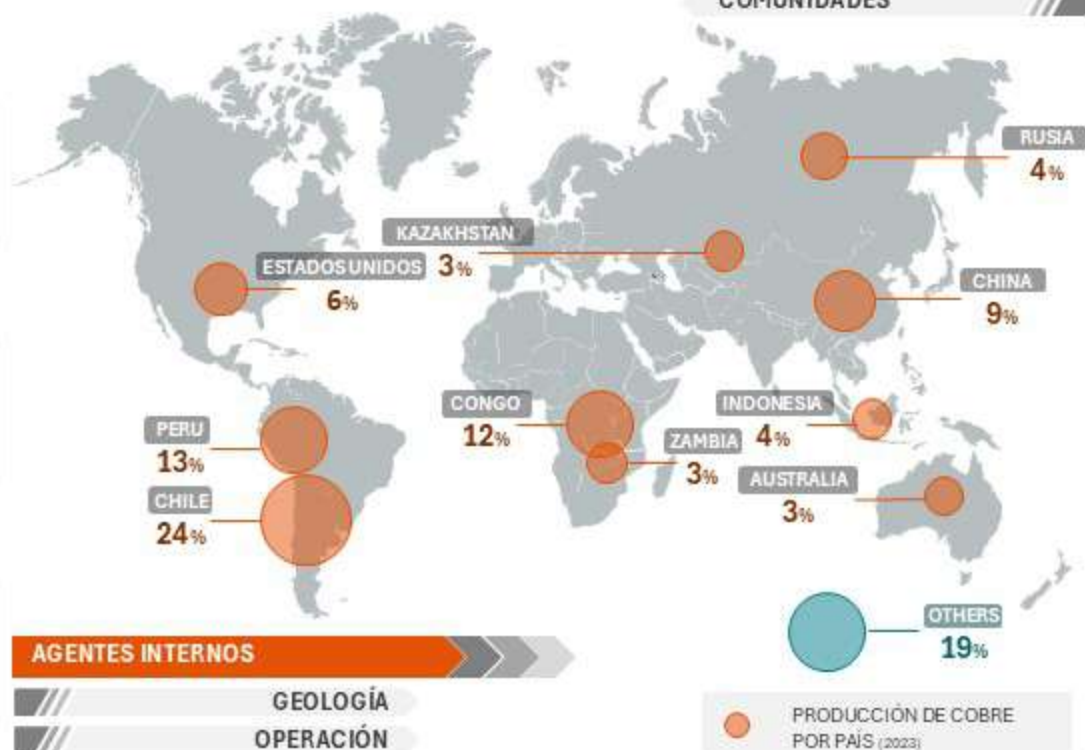 COMUNIDADES
RUSIA
4%
KAZAKHSTAN
3%
ESTADOS UNIDOS
6%
CHINA
9%
CONGO
12%
INDONESIA
4%
ZAMBIA
3%
PERU
13%
AUSTRALIA
3%
CHILE
24%
OTHERS
19%
AGENTES INTERNOS
GEOLOGÍA
OPERACIÓN
PRODUCCIÓN DE COBRE
POR PAÍS (2023)